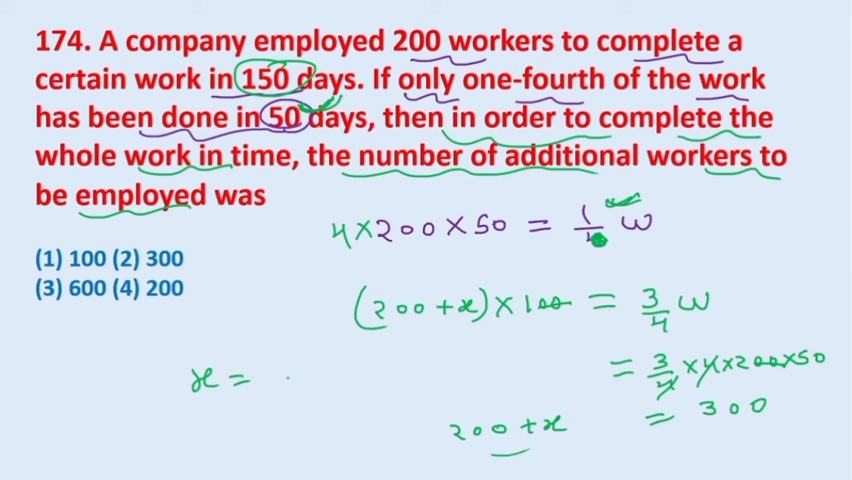 174. A company employed 200 workers to complete a
certain work in 150 days. If only one-fourth of the work
has been done in 50 days, then in order to complete the
whole work in time, the number of additional workers to
be employed was
4×200×50 = 1/4 w
(1) 100 (2) 300
(3) 600 (4) 200
(200+x)×100 = 3/4 w
= 3/4 ×4×200×50
x =
200+x = 300